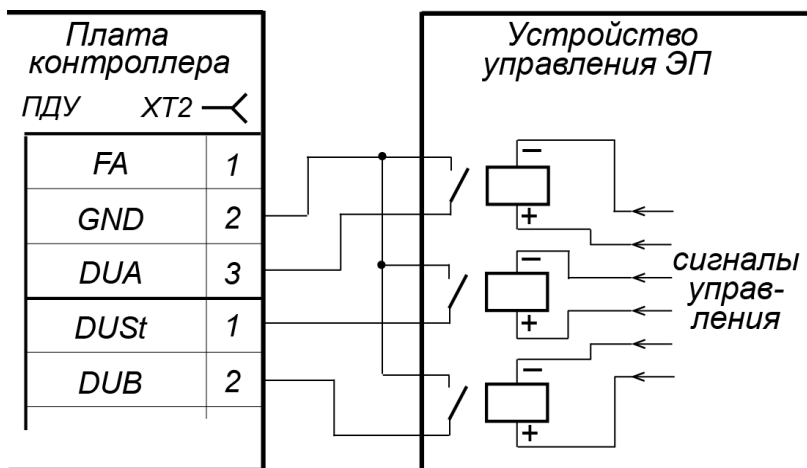 Плата
контроллера
ПДУ XT2
FA 1
GND 2
DUA 3
DUSt 1
DUB 2
Устройство
управления ЭП
−
+
−
+
−
+
сигналы
управ-
ления